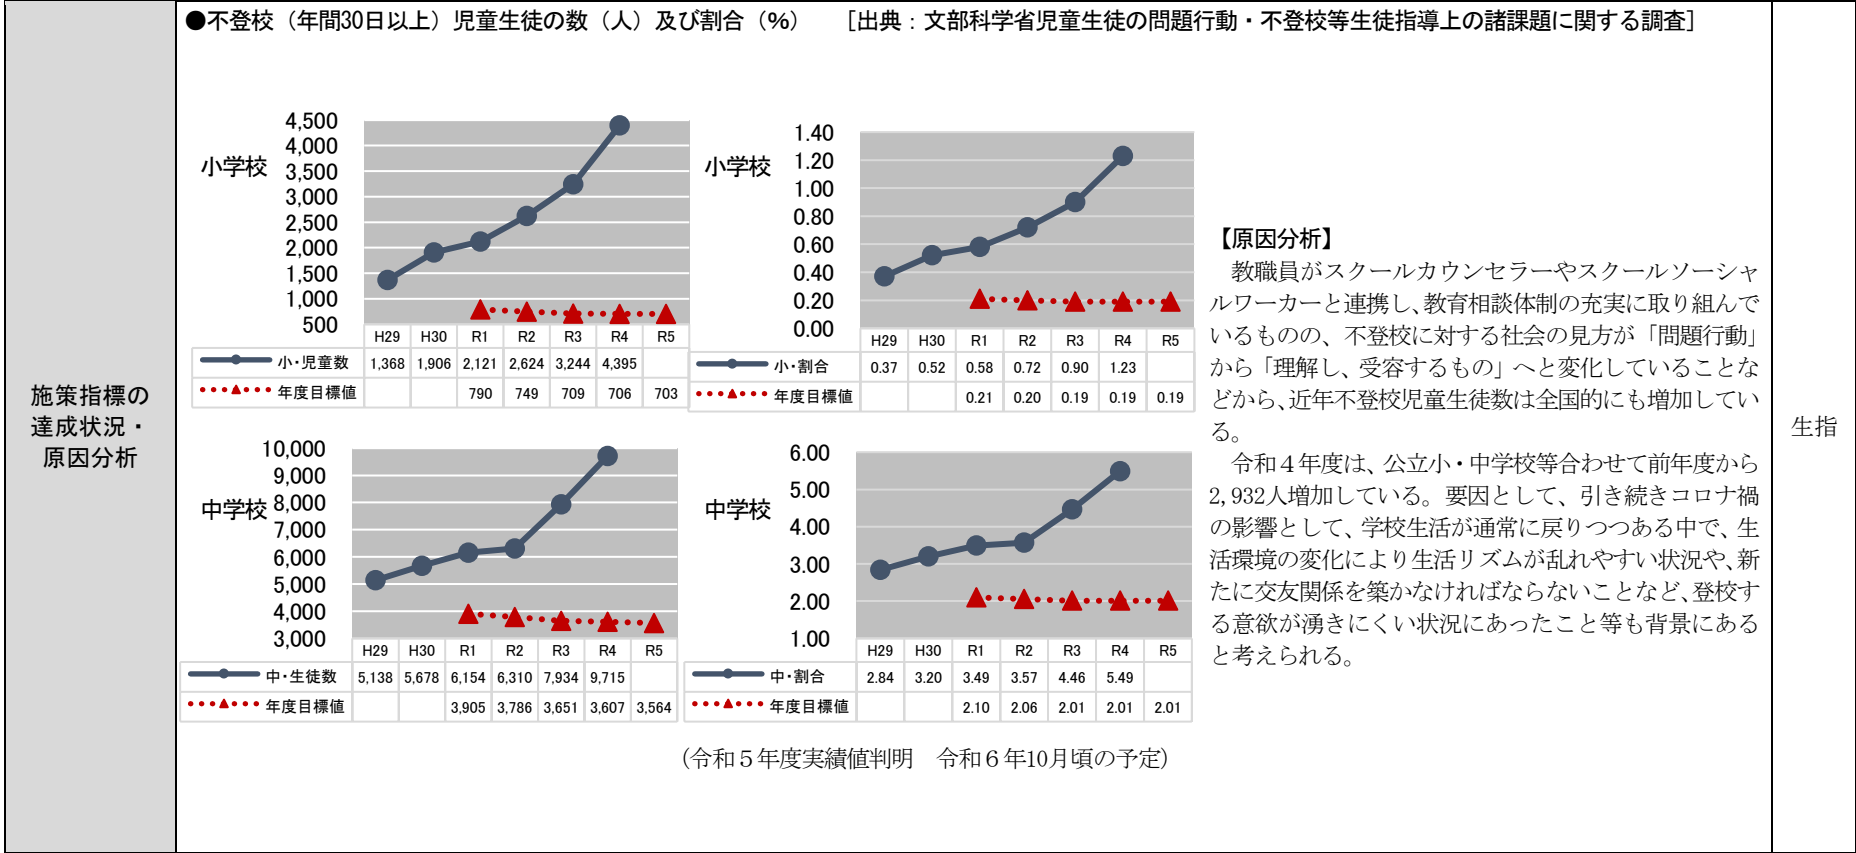 ●不登校（年間30日以上）児童生徒の数（人）及び割合（%）　［出典：文部科学省児童生徒の問題行動・不登校等生徒指導上の諸課題に関する調査］
施策指標の
達成状況・
原因分析
小学校
4,500
4,000
3,500
3,000
2,500
2,000
1,500
1,000
500
H29 H30 R1 R2 R3 R4 R5
小・児童数 1,368 1,906 2,121 2,624 3,244 4,395
年度目標値 790 749 709 706 703
小学校
1.40
1.20
1.00
0.80
0.60
0.40
0.20
0.00
H29 H30 R1 R2 R3 R4 R5
小・割合 0.37 0.52 0.58 0.72 0.90 1.23
年度目標値 0.21 0.20 0.19 0.19 0.19
中学校
10,000
9,000
8,000
7,000
6,000
5,000
4,000
3,000
H29 H30 R1 R2 R3 R4 R5
中・生徒数 5,138 5,678 6,154 6,310 7,934 9,715
年度目標値 3,905 3,786 3,651 3,607 3,564
中学校
6.00
5.00
4.00
3.00
2.00
1.00
H29 H30 R1 R2 R3 R4 R5
中・割合 2.84 3.20 3.49 3.57 4.46 5.49
年度目標値 2.10 2.06 2.01 2.01 2.01
【原因分析】
教職員がスクールカウンセラーやスクールソーシャ
ルワーカーと連携し、教育相談体制の充実に取り組んで
いるものの、不登校に対する社会の見方が「問題行動」
から「理解し、受容するもの」へと変化していることな
どから、近年不登校児童生徒数は全国的にも増加してい
る。
令和４年度は、公立小・中学校等合わせて前年度から
2,932人増加している。要因として、引き続きコロナ禍
の影響として、学校生活が通常に戻りつつある中で、生
活環境の変化により生活リズムが乱れやすい状況や、新
たに交友関係を築かなければならないことなど、登校す
る意欲が湧きにくい状況にあったこと等も背景にある
と考えられる。
（令和５年度実績値判明　令和６年10月頃の予定）
生指